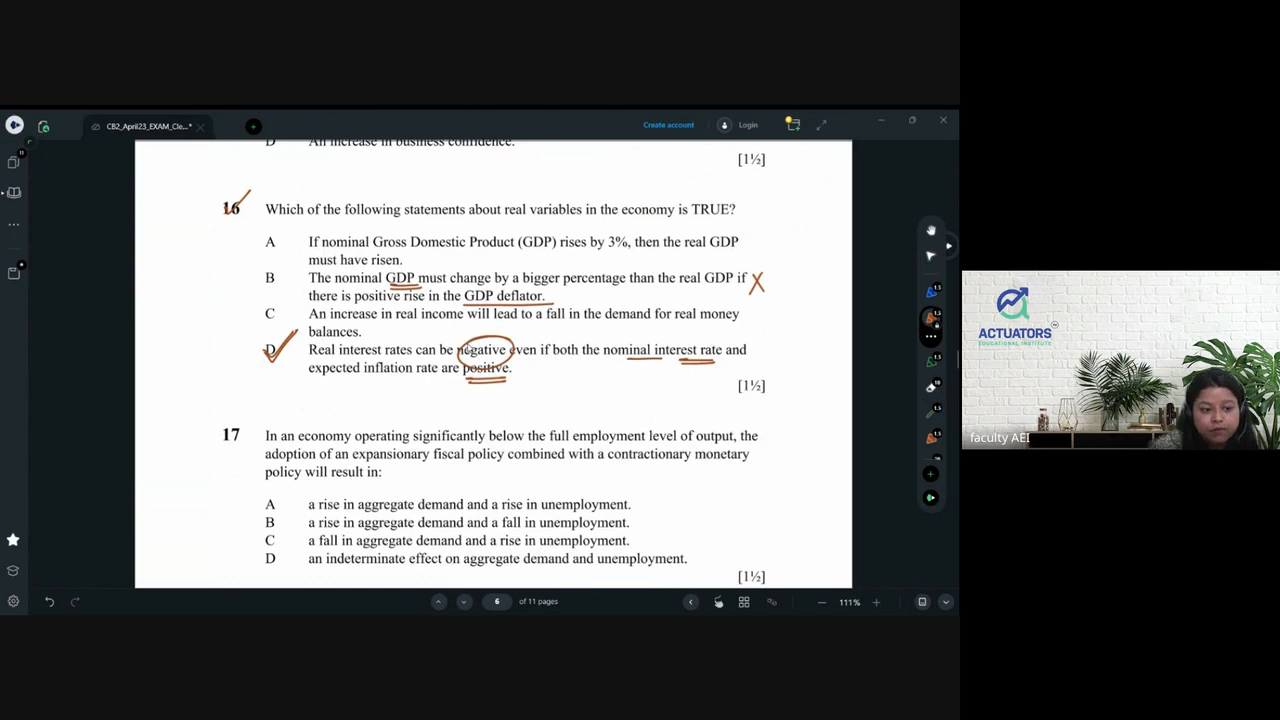 Create account
Login
CB2_April23_EXAM_Cle...*
D An increase in business confidence.
[1½]
16 Which of the following statements about real variables in the economy is TRUE?
A If nominal Gross Domestic Product (GDP) rises by 3%, then the real GDP
must have risen.
B The nominal GDP must change by a bigger percentage than the real GDP if
there is positive rise in the GDP deflator.
C An increase in real income will lead to a fall in the demand for real money
balances.
D Real interest rates can be negative even if both the nominal interest rate and
expected inflation rate are positive.
[1½]
17 In an economy operating significantly below the full employment level of output, the
adoption of an expansionary fiscal policy combined with a contractionary monetary
policy will result in:
A a rise in aggregate demand and a rise in unemployment.
B a rise in aggregate demand and a fall in unemployment.
C a fall in aggregate demand and a rise in unemployment.
D an indeterminate effect on aggregate demand and unemployment.
[1½]
6 of 11 pages
111%
ACTUATORS
EDUCATIONAL INSTITUTE
faculty AEI